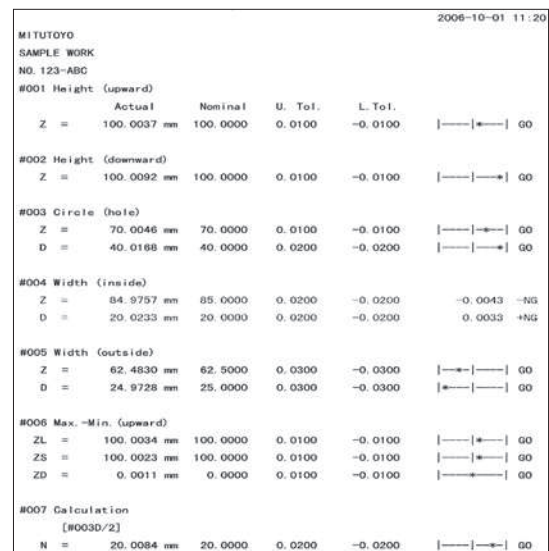 2006-10-01 11:20
MITUTOYO
SAMPLE WORK
NO. 123-ABC
#001 Height (upward)
Actual Nominal U. Tol. L. Tol.
Z = 100. 0037 mm 100. 0000 0. 0100 -0. 0100 |----|*----| GO
#002 Height (downward)
Z = 100. 0092 mm 100. 0000 0. 0100 -0. 0100 |----|----*| GO
#003 Circle (hole)
Z = 70. 0046 mm 70. 0000 0. 0100 -0. 0100 |----|-*--| GO
D = 40. 0168 mm 40. 0000 0. 0200 -0. 0200 |----|---*| GO
#004 Width (inside)
Z = 84. 9757 mm 85. 0000 0. 0200 -0. 0200 -0. 0043 -NG
D = 20. 0233 mm 20. 0000 0. 0200 -0. 0200 0. 0033 +NG
#005 Width (outside)
Z = 62. 4830 mm 62. 5000 0. 0300 -0. 0300 |--*-|----| GO
D = 24. 9728 mm 25. 0000 0. 0300 -0. 0300 |*---|----| GO
#006 Max. -Min. (upward)
ZL = 100. 0034 mm 100. 0000 0. 0100 -0. 0100 |----|*---| GO
ZS = 100. 0023 mm 100. 0000 0. 0100 -0. 0100 |----|*---| GO
ZD = 0. 0011 mm 0. 0000 0. 0100 -0. 0100 |----*----| GO
#007 Calculation
[#003D/2]
N = 20. 0084 mm 20. 0000 0. 0200 -0. 0200 |----|--*-| GO